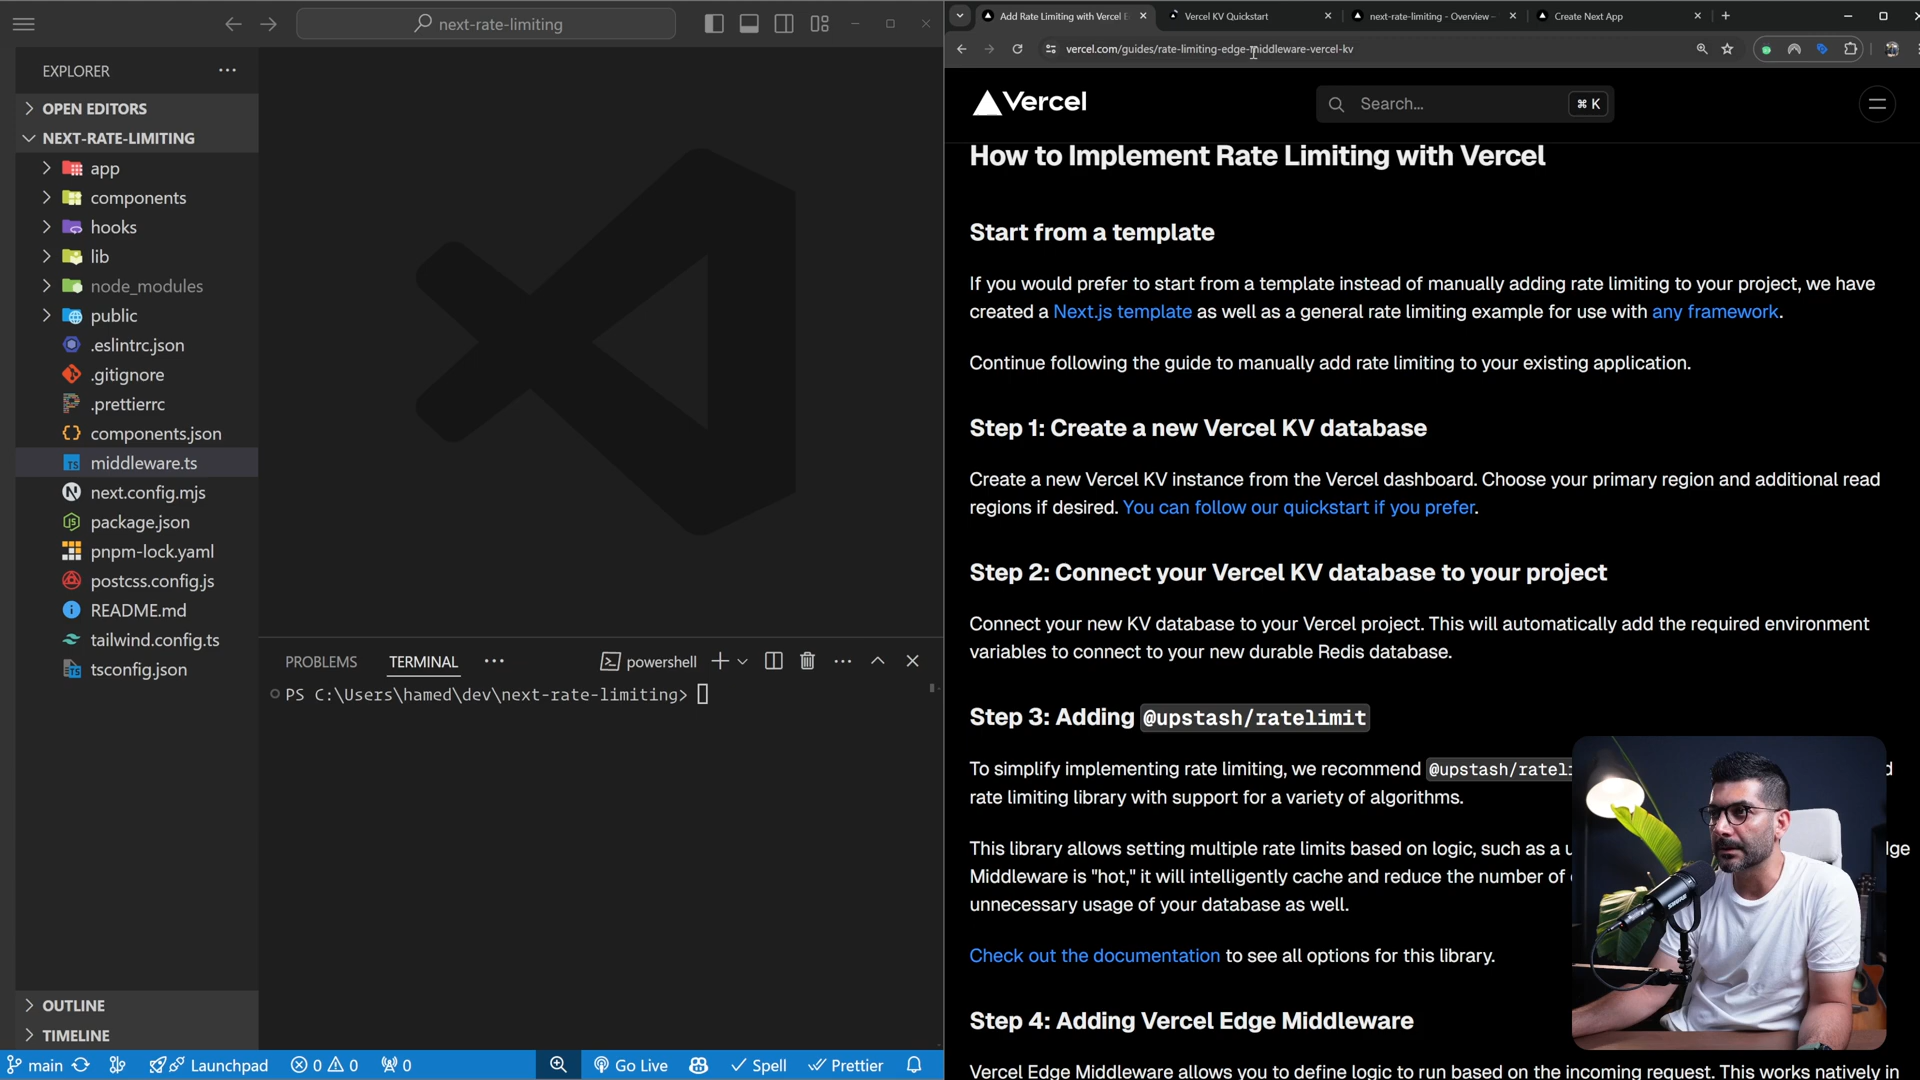 next-rate-limiting
EXPLORER
OPEN EDITORS
NEXT-RATE-LIMITING
app
components
hooks
lib
node_modules
public
.eslintrc.json
.gitignore
.prettierrc
components.json
middleware.ts
next.config.mjs
package.json
pnpm-lock.yaml
postcss.config.js
README.md
tailwind.config.ts
tsconfig.json
OUTLINE
TIMELINE
PROBLEMS
TERMINAL
powershell
PS C:\Users\hamed\dev\next-rate-limiting>
main
Launchpad
0
0
0
Go Live
Spell
Prettier
Add Rate Limiting with Vercel
Vercel KV Quickstart
next-rate-limiting - Overview -
Create Next App
vercel.com/guides/rate-limiting-edge-middleware-vercel-kv
Vercel
Search...
⌘ K
How to Implement Rate Limiting with Vercel
Start from a template
If you would prefer to start from a template instead of manually adding rate limiting to your project, we have
created a Next.js template as well as a general rate limiting example for use with any framework.
Continue following the guide to manually add rate limiting to your existing application.
Step 1: Create a new Vercel KV database
Create a new Vercel KV instance from the Vercel dashboard. Choose your primary region and additional read
regions if desired. You can follow our quickstart if you prefer.
Step 2: Connect your Vercel KV database to your project
Connect your new KV database to your Vercel project. This will automatically add the required environment
variables to connect to your new durable Redis database.
Step 3: Adding @upstash/ratelimit
To simplify implementing rate limiting, we recommend @upstash/rateli
rate limiting library with support for a variety of algorithms.
This library allows setting multiple rate limits based on logic, such as a
Middleware is "hot," it will intelligently cache and reduce the number of
unnecessary usage of your database as well.
Check out the documentation to see all options for this library.
Step 4: Adding Vercel Edge Middleware
Vercel Edge Middleware allows you to define logic to run based on the incoming request. This works natively in